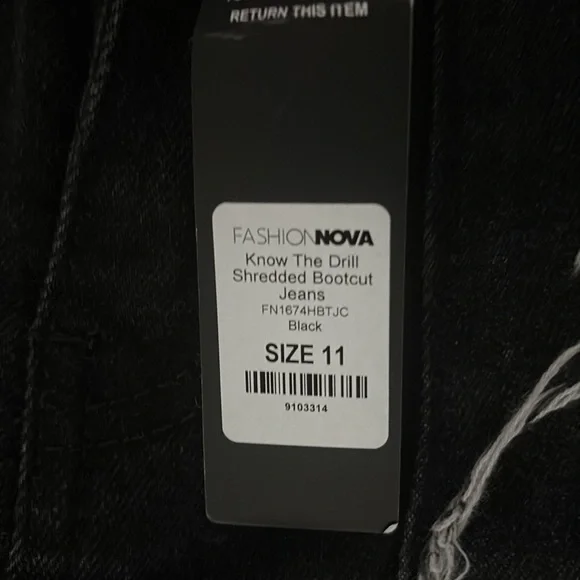 RETURN THIS ITEM
FASHIONNOVA
Know The Drill
Shredded Bootcut
Jeans
FN1674HBTJC
Black
SIZE 11
9103314